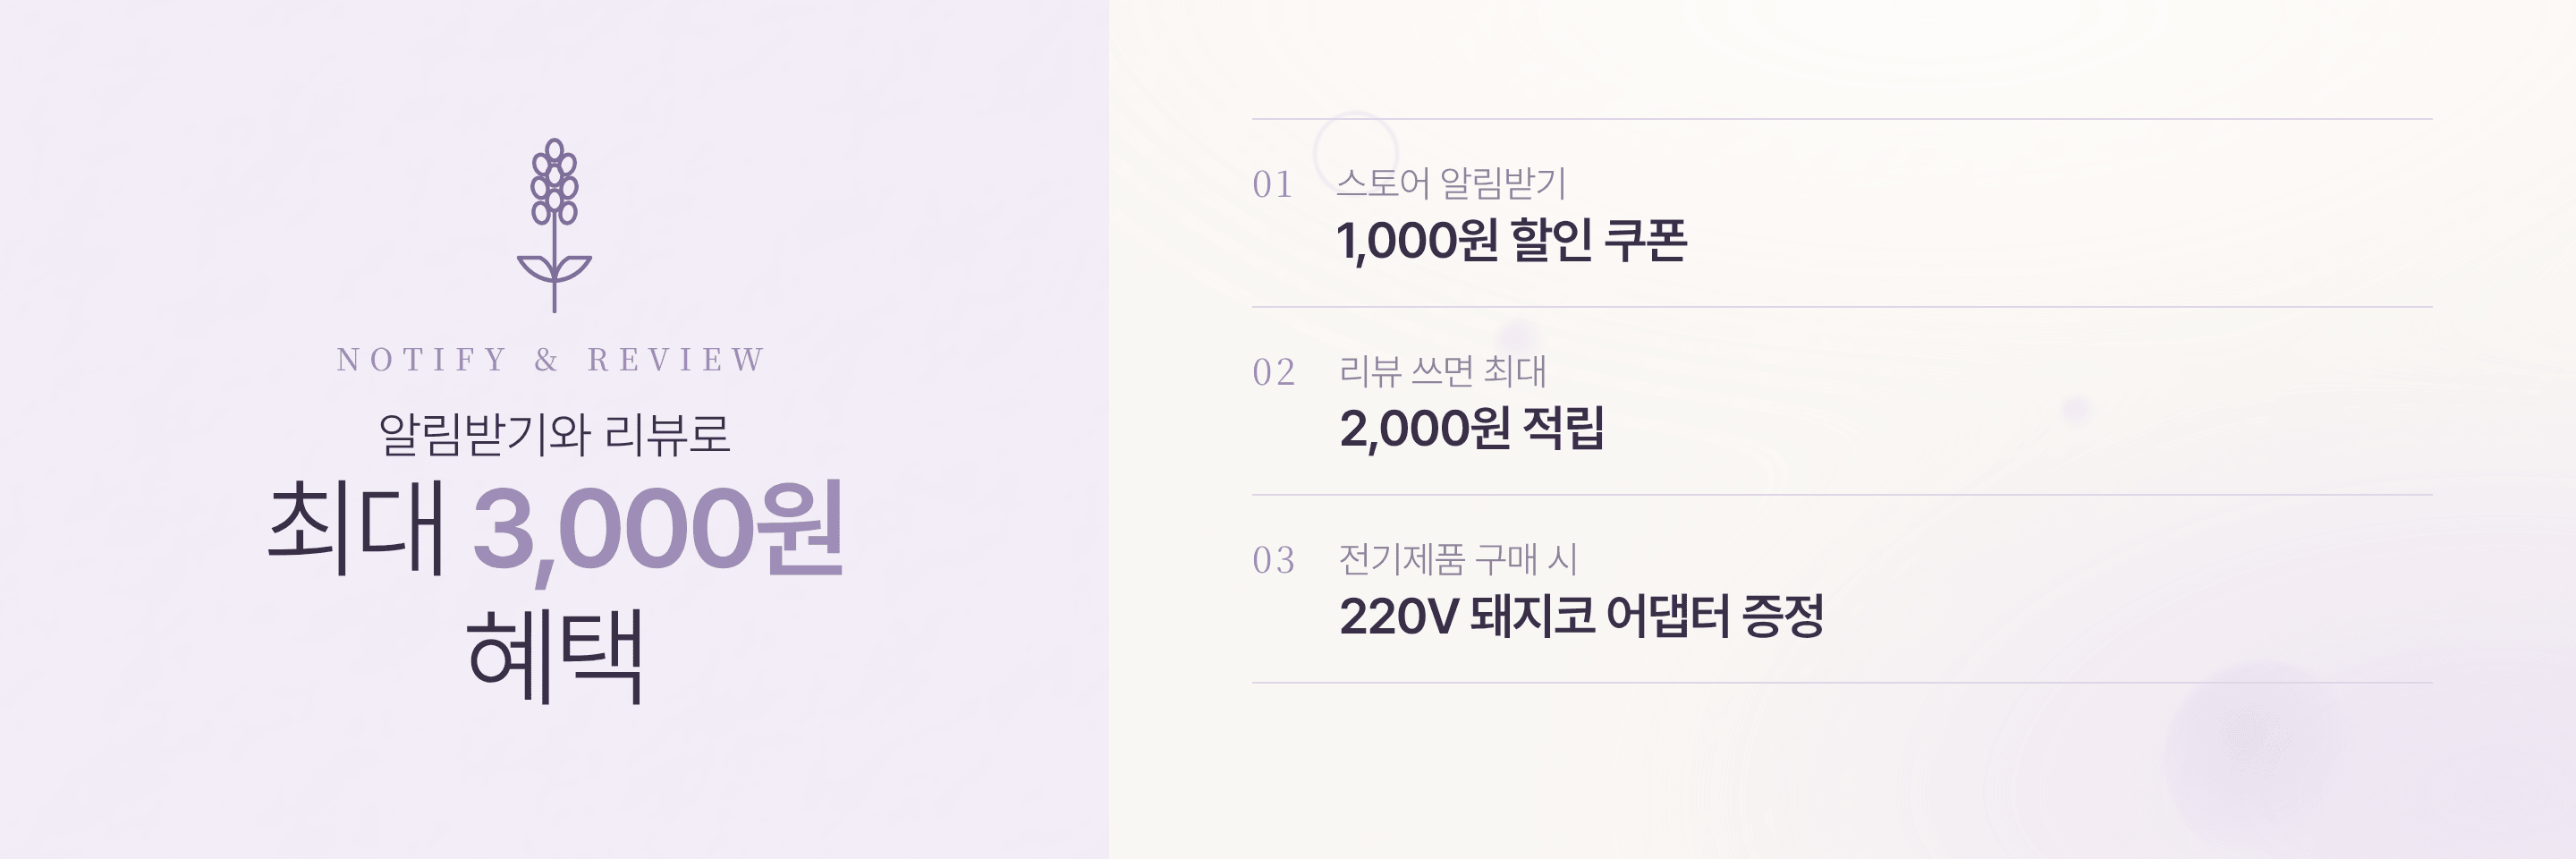 NOTIFY & REVIEW
알림받기와 리뷰로
최대 3,000원
혜택
01 스토어 알림받기
1,000원 할인 쿠폰
02 리뷰 쓰면 최대
2,000원 적립
03 전기제품 구매 시
220V 돼지코 어댑터 증정